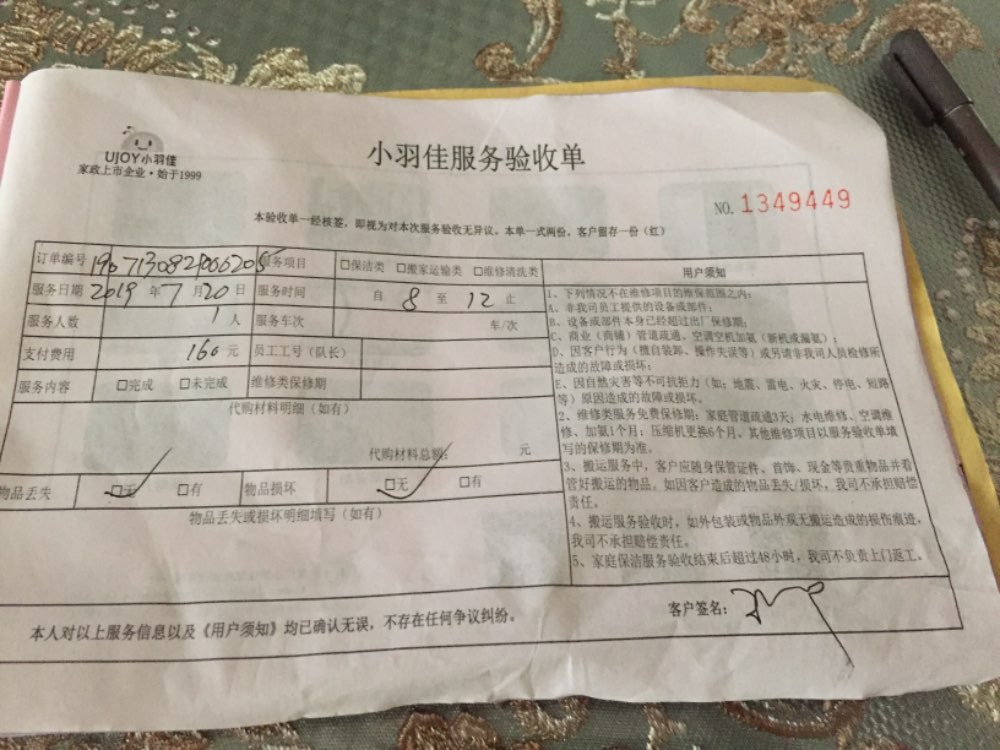 UJOY小羽佳
家政上市企业·始于1999
小羽佳服务验收单
NO. 1349449
本验收单一经核签，即视为对本次服务验收无异议。本单一式两份，客户留存一份（红）
订单编号 服务项目 □保洁类 □搬家运输类 □维修清洗类
服务日期 2019 年 7 月 20 日 服务时间 自 8 至 12 止
服务人数 1 人 服务车次 车/次
支付费用 160 元 员工工号（队长）
服务内容 □完成 □未完成 维修类保修期
代购材料明细（如有）
代购材料总额： 元
物品丢失 □无 □有 物品损坏 □无 □有
物品丢失或损坏明细填写（如有）
用户须知
1、下列情况不在维修项目的维保范围之内：
A、非我司员工提供的设备或部件；
B、设备或部件本身已经超过出厂保修期；
C、商业（商铺）管道疏通、空调空机加氨（新机或漏氨）；
D、因客户行为（擅自装卸、操作失误等）或另请非我司人员检修所
造成的故障或损坏；
E、因自然灾害等不可抗拒力（如：地震、雷电、火灾、停电、短路
等）原因造成的故障或损坏。
2、维修类服务免费保修期：家庭管道疏通3天；水电维修、空调维
修、加氨1个月；压缩机更换6个月。其他维修项目以服务验收单填
写的保修期为准。
3、搬运服务中，客户应随身保管证件、首饰、现金等贵重物品并看
管好搬运的物品。如因客户造成的物品丢失/损坏，我司不承担赔偿
责任。
4、搬运服务验收时，如外包装或物品外观无搬运造成的损伤痕迹，
我司不承担赔偿责任。
5、家庭保洁服务验收结束后超过48小时，我司不负责上门返工。
本人对以上服务信息以及《用户须知》均已确认无误，不存在任何争议纠纷。
客户签名：